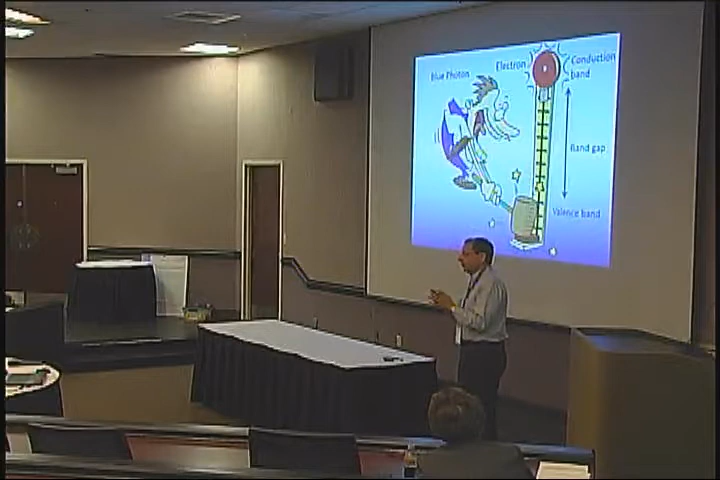 Blue Photon
Electron
Conduction
band
Band gap
Valence band